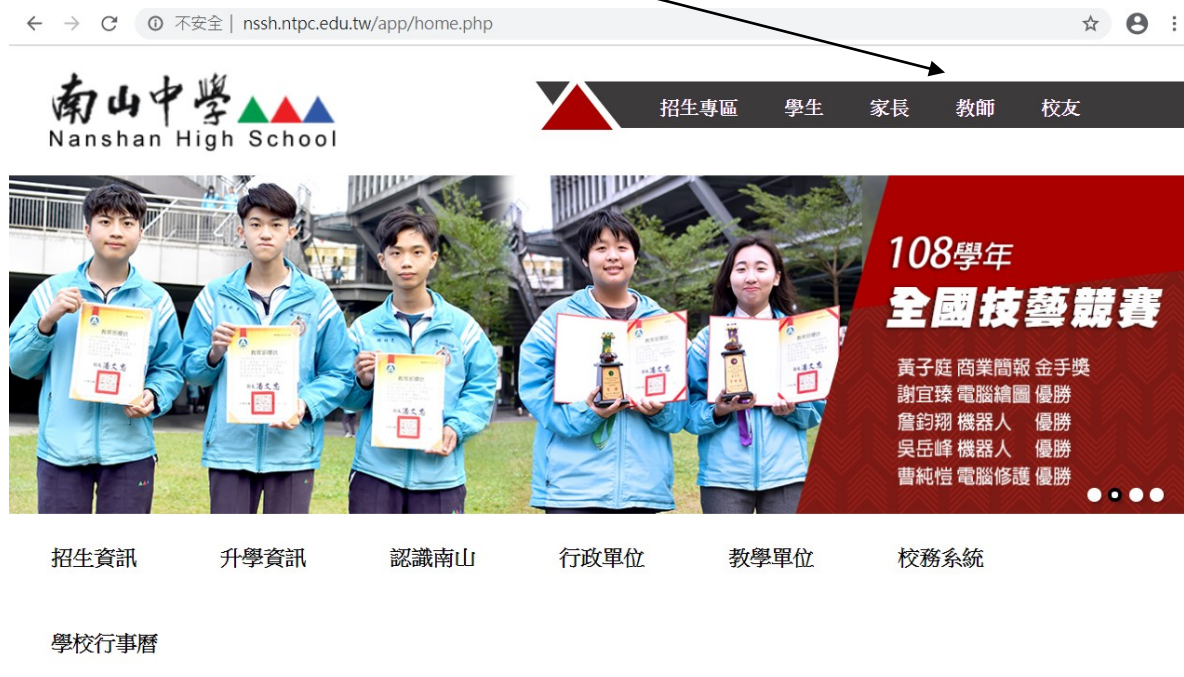 不安全 | nssh.ntpc.edu.tw/app/home.php
南山中學
Nanshan High School
招生專區 學生 家長 教師 校友
108學年
全國技藝競賽
黃子庭 商業簡報 金手獎
謝宜臻 電腦繪圖 優勝
詹鈞翔 機器人 優勝
吳岳峰 機器人 優勝
曹純愷 電腦修護 優勝
招生資訊 升學資訊 認識南山 行政單位 教學單位 校務系統
學校行事曆